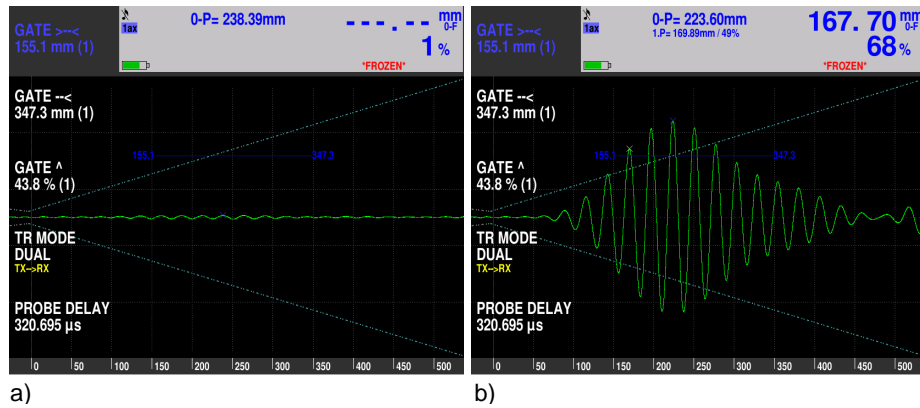 GATE >--<
155.1 mm (1)
1ax
0-P= 238.39mm
--- -. -- mm
0-F
1 %
*FROZEN*
GATE --<
347.3 mm (1)
155.1 347.3
GATE ^
43.8 % (1)
TR MODE
DUAL
TX-->RX
PROBE DELAY
320.695 µs
0 50 100 150 200 250 300 350 400 450 500
a)
GATE >--<
155.1 mm (1)
1ax
0-P= 223.60mm
1.P= 169.89mm / 49%
167. 70 mm
0-F
68 %
*FROZEN*
GATE --<
347.3 mm (1)
155.1 347.3
GATE ^
43.8 % (1)
TR MODE
DUAL
TX-->RX
PROBE DELAY
320.695 µs
0 50 100 150 200 250 300 350 400 450 500
b)